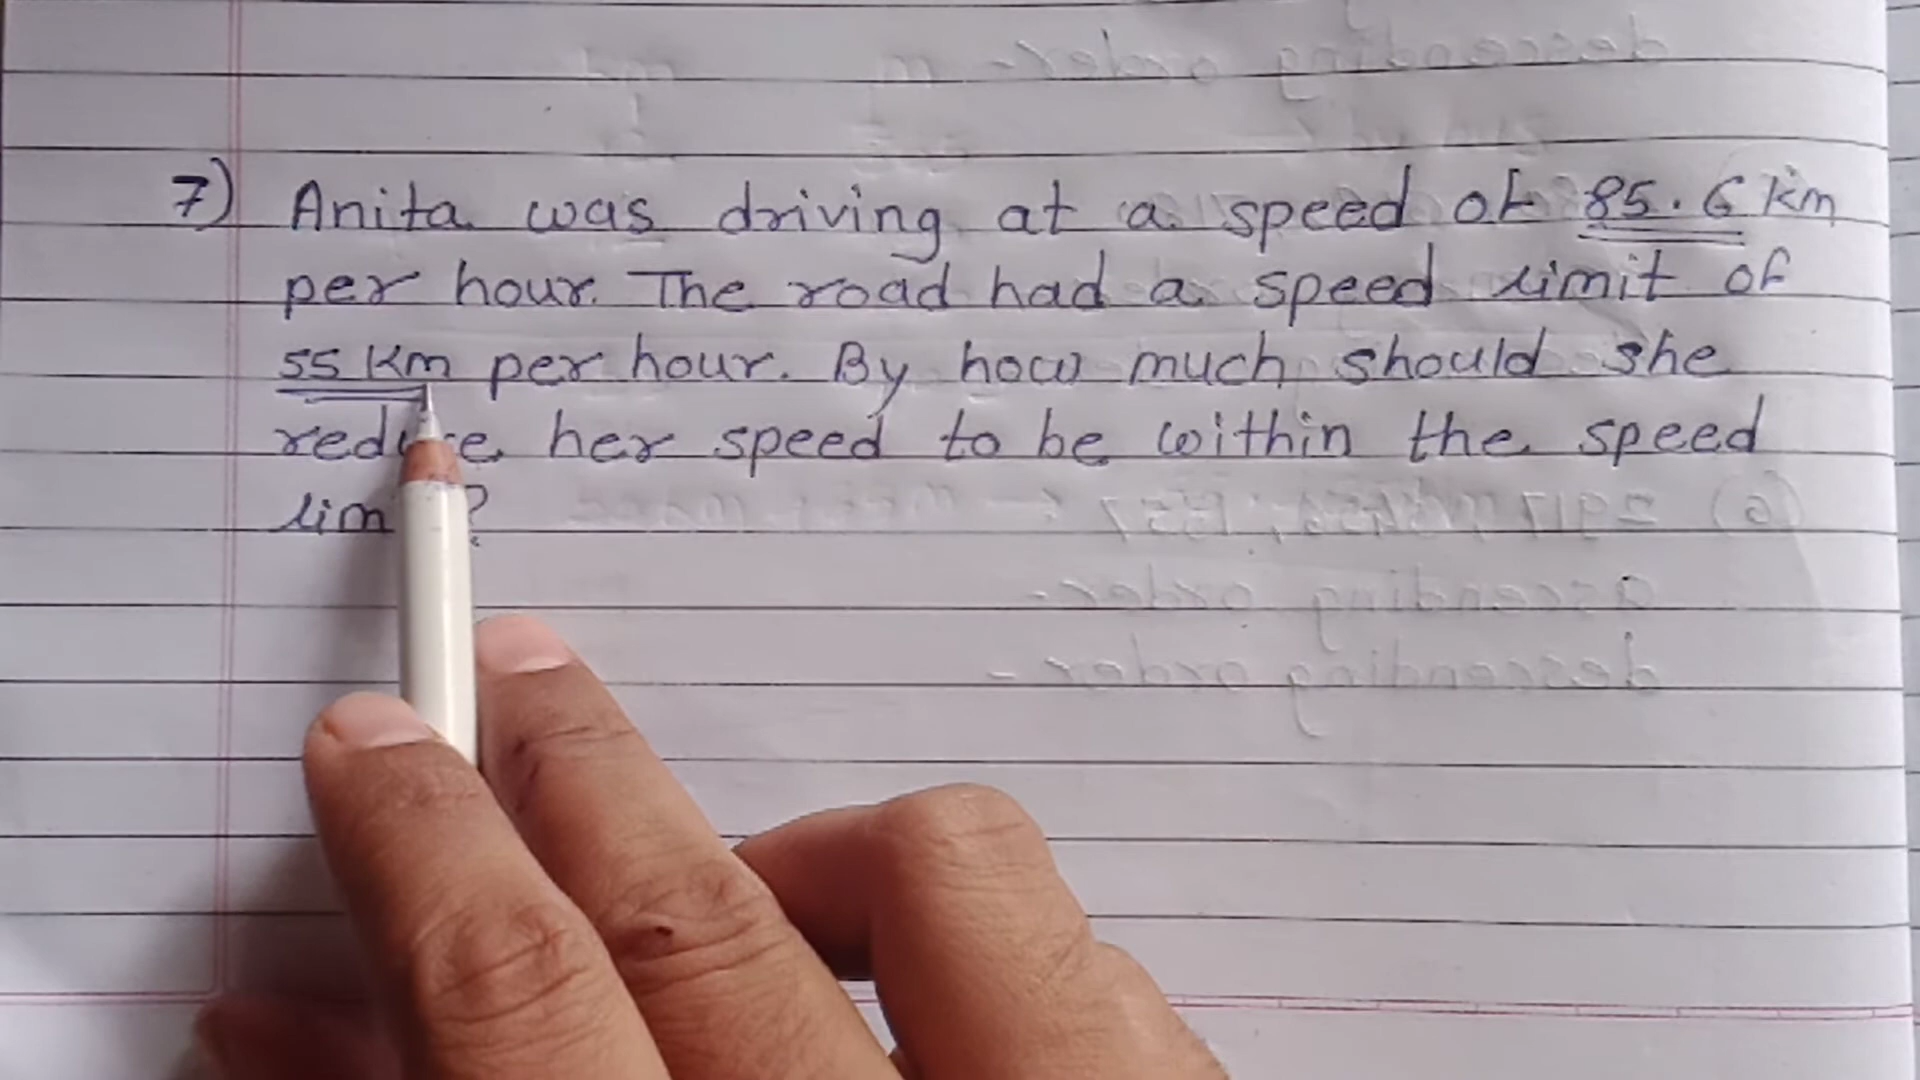 7) Anita was driving at a speed of 85.6 km
per hour. The road had a speed limit of
55 km per hour. By how much should she
reduce her speed to be within the speed
lim ?